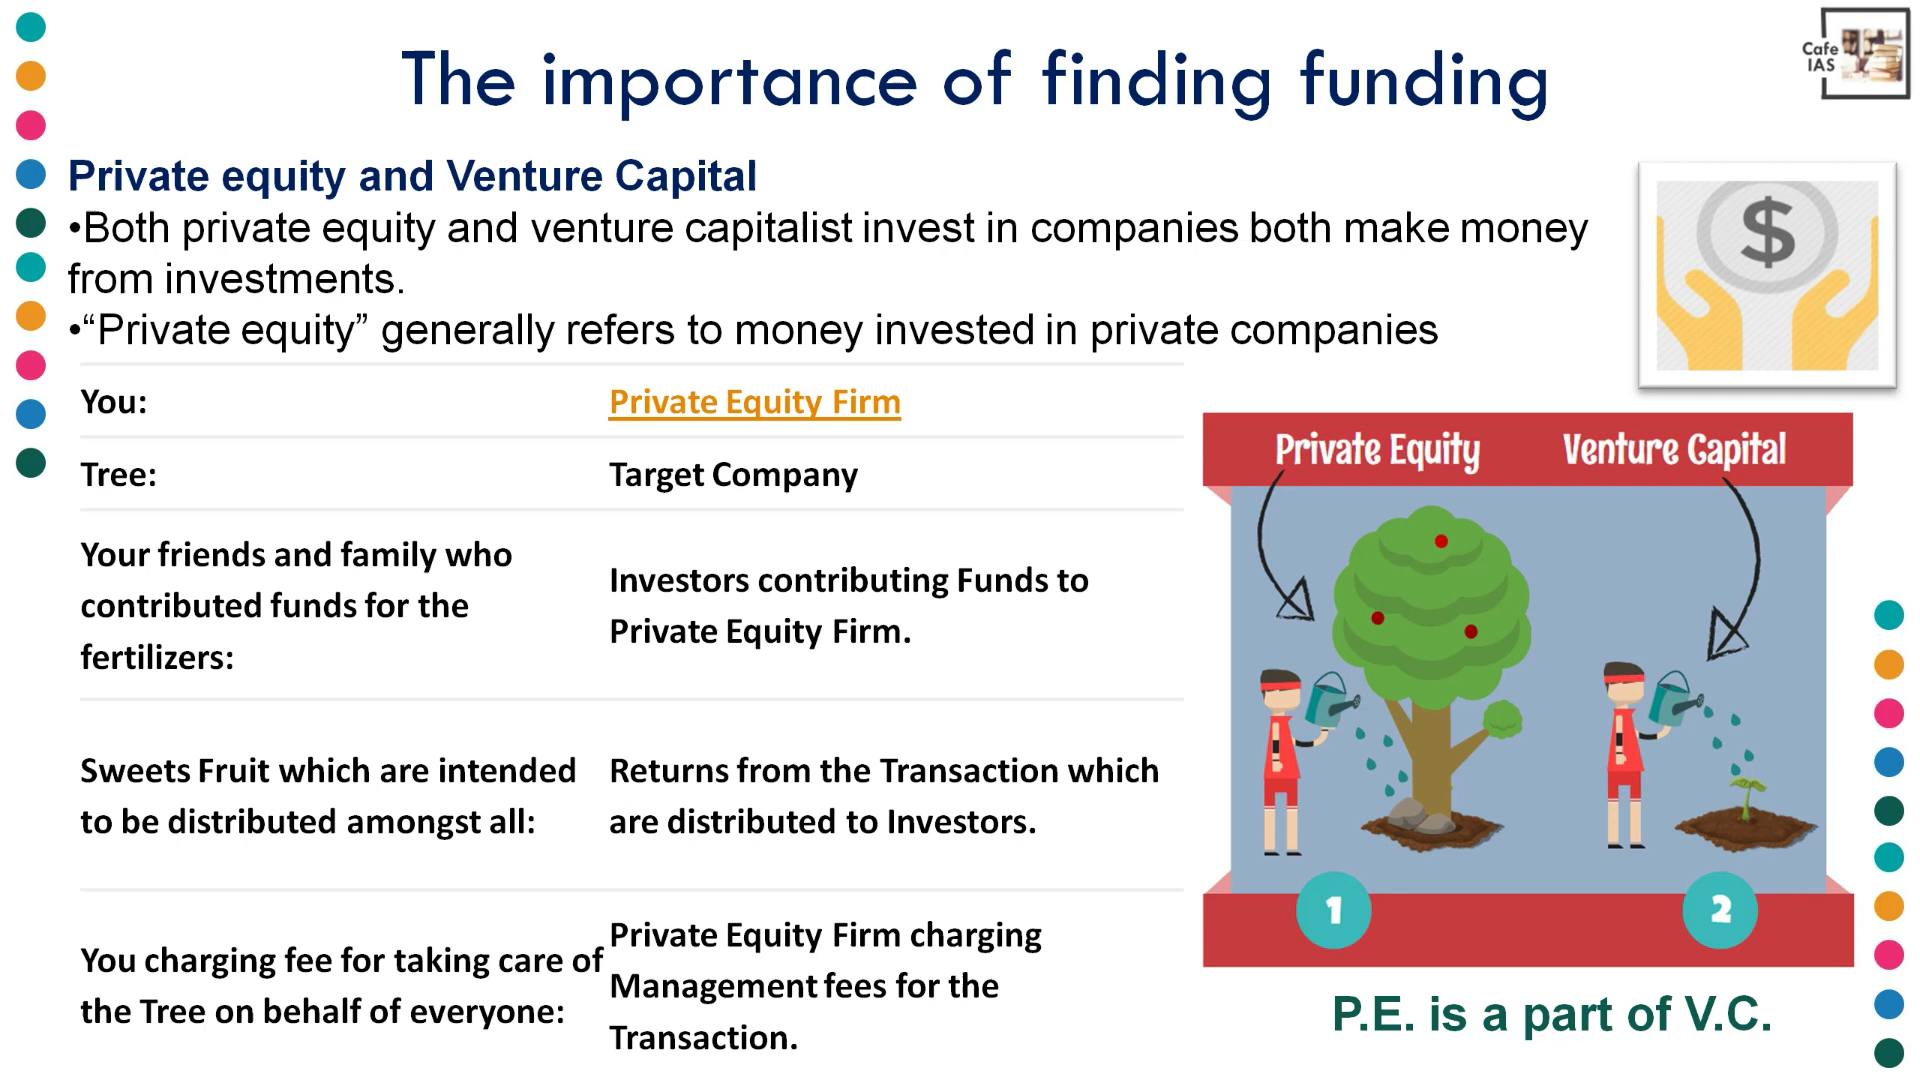 The importance of finding funding
Cafe
IAS
Private equity and Venture Capital
•Both private equity and venture capitalist invest in companies both make money
from investments.
•“Private equity” generally refers to money invested in private companies
You:
Private Equity Firm
Tree:
Target Company
Your friends and family who
contributed funds for the
fertilizers:
Investors contributing Funds to
Private Equity Firm.
Sweets Fruit which are intended
to be distributed amongst all:
Returns from the Transaction which
are distributed to Investors.
You charging fee for taking care of
the Tree on behalf of everyone:
Private Equity Firm charging
Management fees for the
Transaction.
$
Private Equity
Venture Capital
1
2
P.E. is a part of V.C.